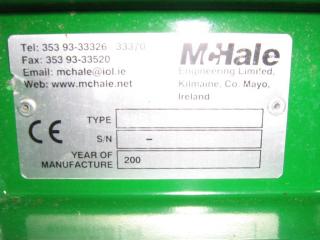 Tel: 353 93-33326 33370
Fax: 353 93-33520
Email: mchale@iol.ie
Web: www.mchale.net
McHale
Engineering Limited,
Kilmaine, Co. Mayo,
Ireland
CE
TYPE
S/N –
YEAR OF
MANUFACTURE 200